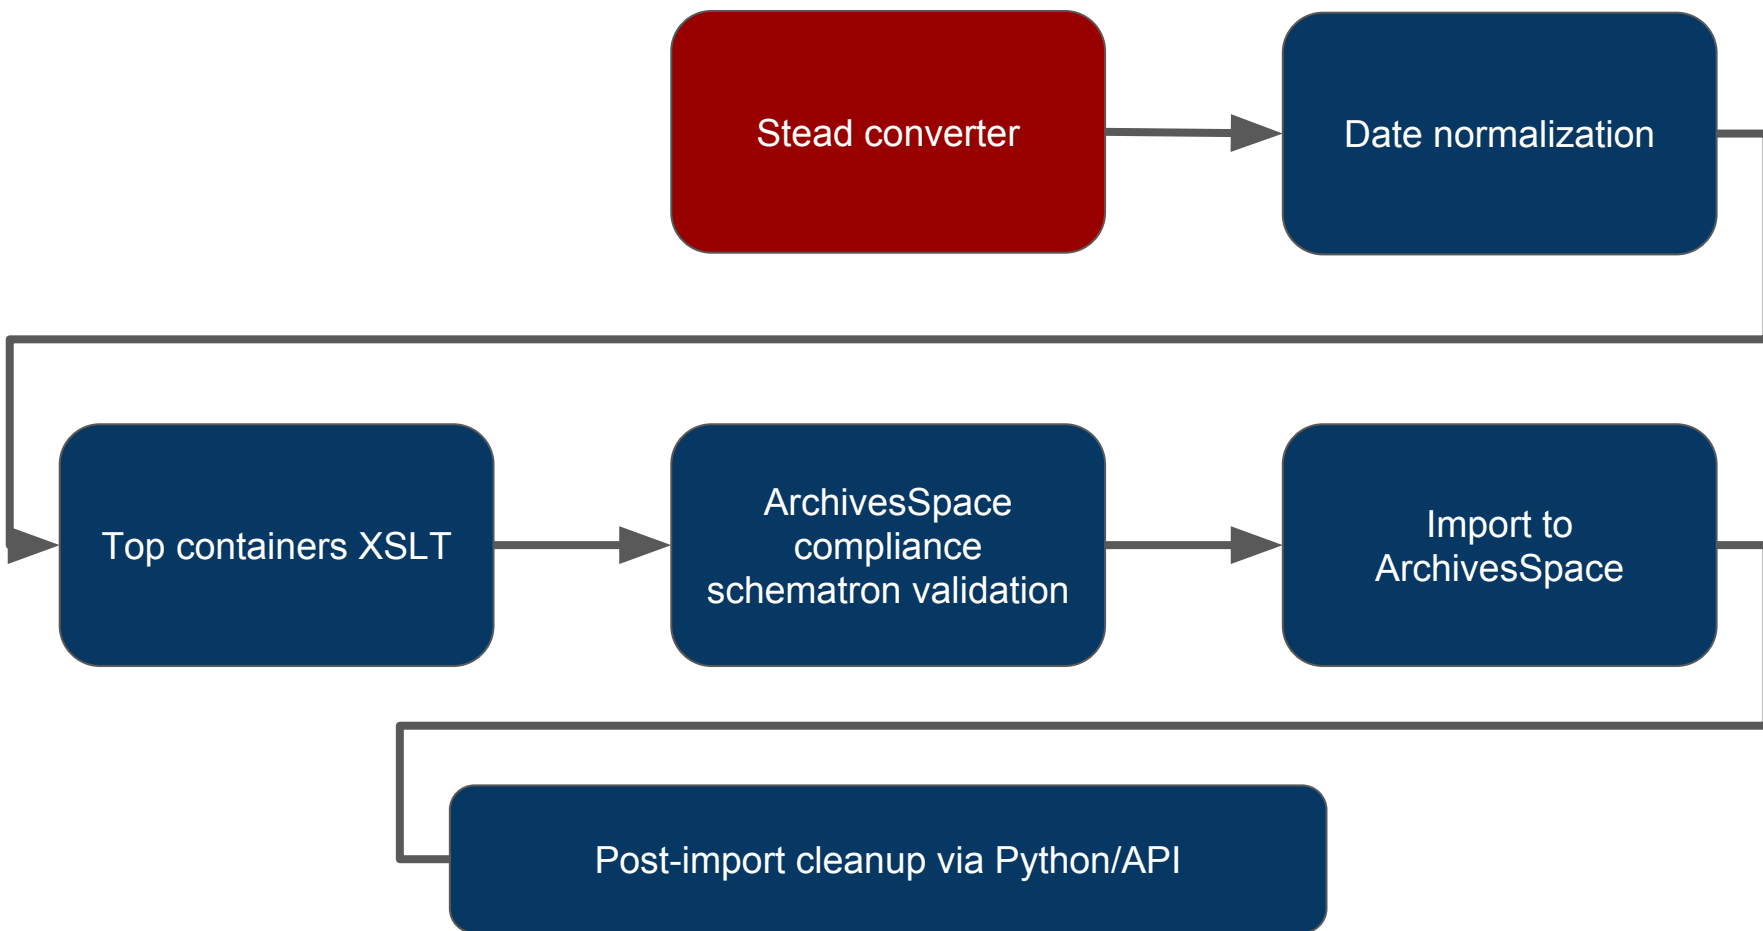 Stead converter
Date normalization
Top containers XSLT
ArchivesSpace
compliance
schematron validation
Import to
ArchivesSpace
Post-import cleanup via Python/API